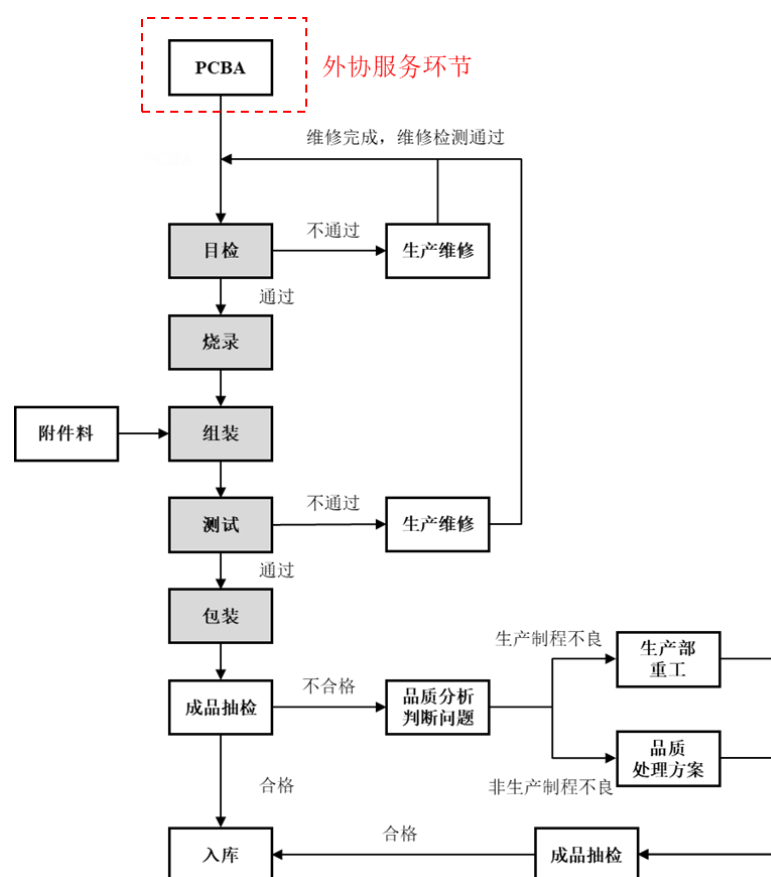 PCBA
外协服务环节
维修完成，维修检测通过
目检
不通过
生产维修
通过
烧录
附件料
组装
测试
不通过
生产维修
通过
包装
生产制程不良
生产部
重工
成品抽检
不合格
品质分析
判断问题
品质
处理方案
非生产制程不良
合格
入库
合格
成品抽检